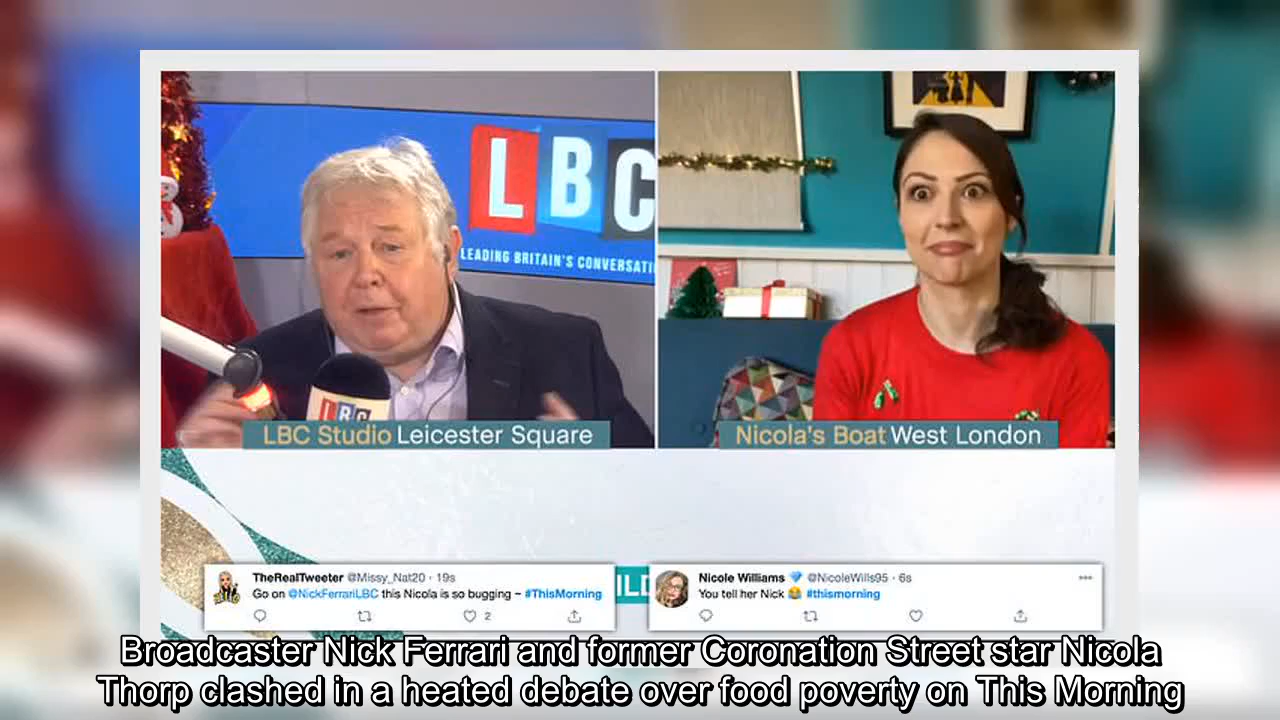 LBC
LEADING BRITAIN'S CONVERSATI
LBC
LBC Studio Leicester Square
Nicola's Boat West London
ILD
TheRealTweeter @Missy_Nat20 · 19s
Go on @NickFerrariLBC this Nicola is so bugging ~ #ThisMorning
2
Nicole Williams 💎 @NicoleWills95 · 6s
You tell her Nick 😂 #thismorning
Broadcaster Nick Ferrari and former Coronation Street star Nicola
Thorp clashed in a heated debate over food poverty on This Morning